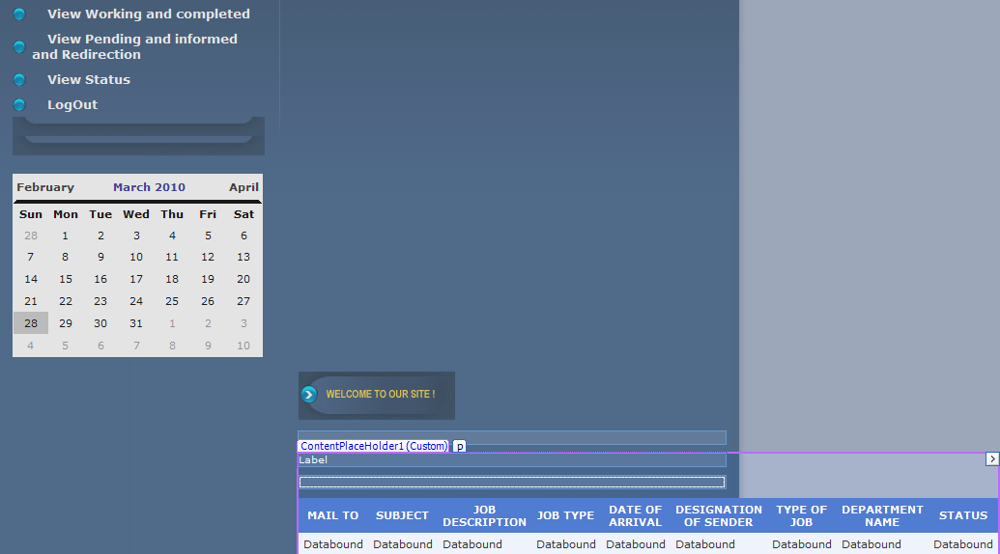 View Working and completed
View Pending and informed
and Redirection
View Status
LogOut
February March 2010 April
Sun Mon Tue Wed Thu Fri Sat
28 1 2 3 4 5 6
7 8 9 10 11 12 13
14 15 16 17 18 19 20
21 22 23 24 25 26 27
28 29 30 31 1 2 3
4 5 6 7 8 9 10
WELCOME TO OUR SITE !
ContentPlaceHolder1 (Custom) p
Label
MAIL TO SUBJECT JOB DESCRIPTION JOB TYPE DATE OF ARRIVAL DESIGNATION OF SENDER TYPE OF JOB DEPARTMENT NAME STATUS
Databound Databound Databound Databound Databound Databound Databound Databound Databound